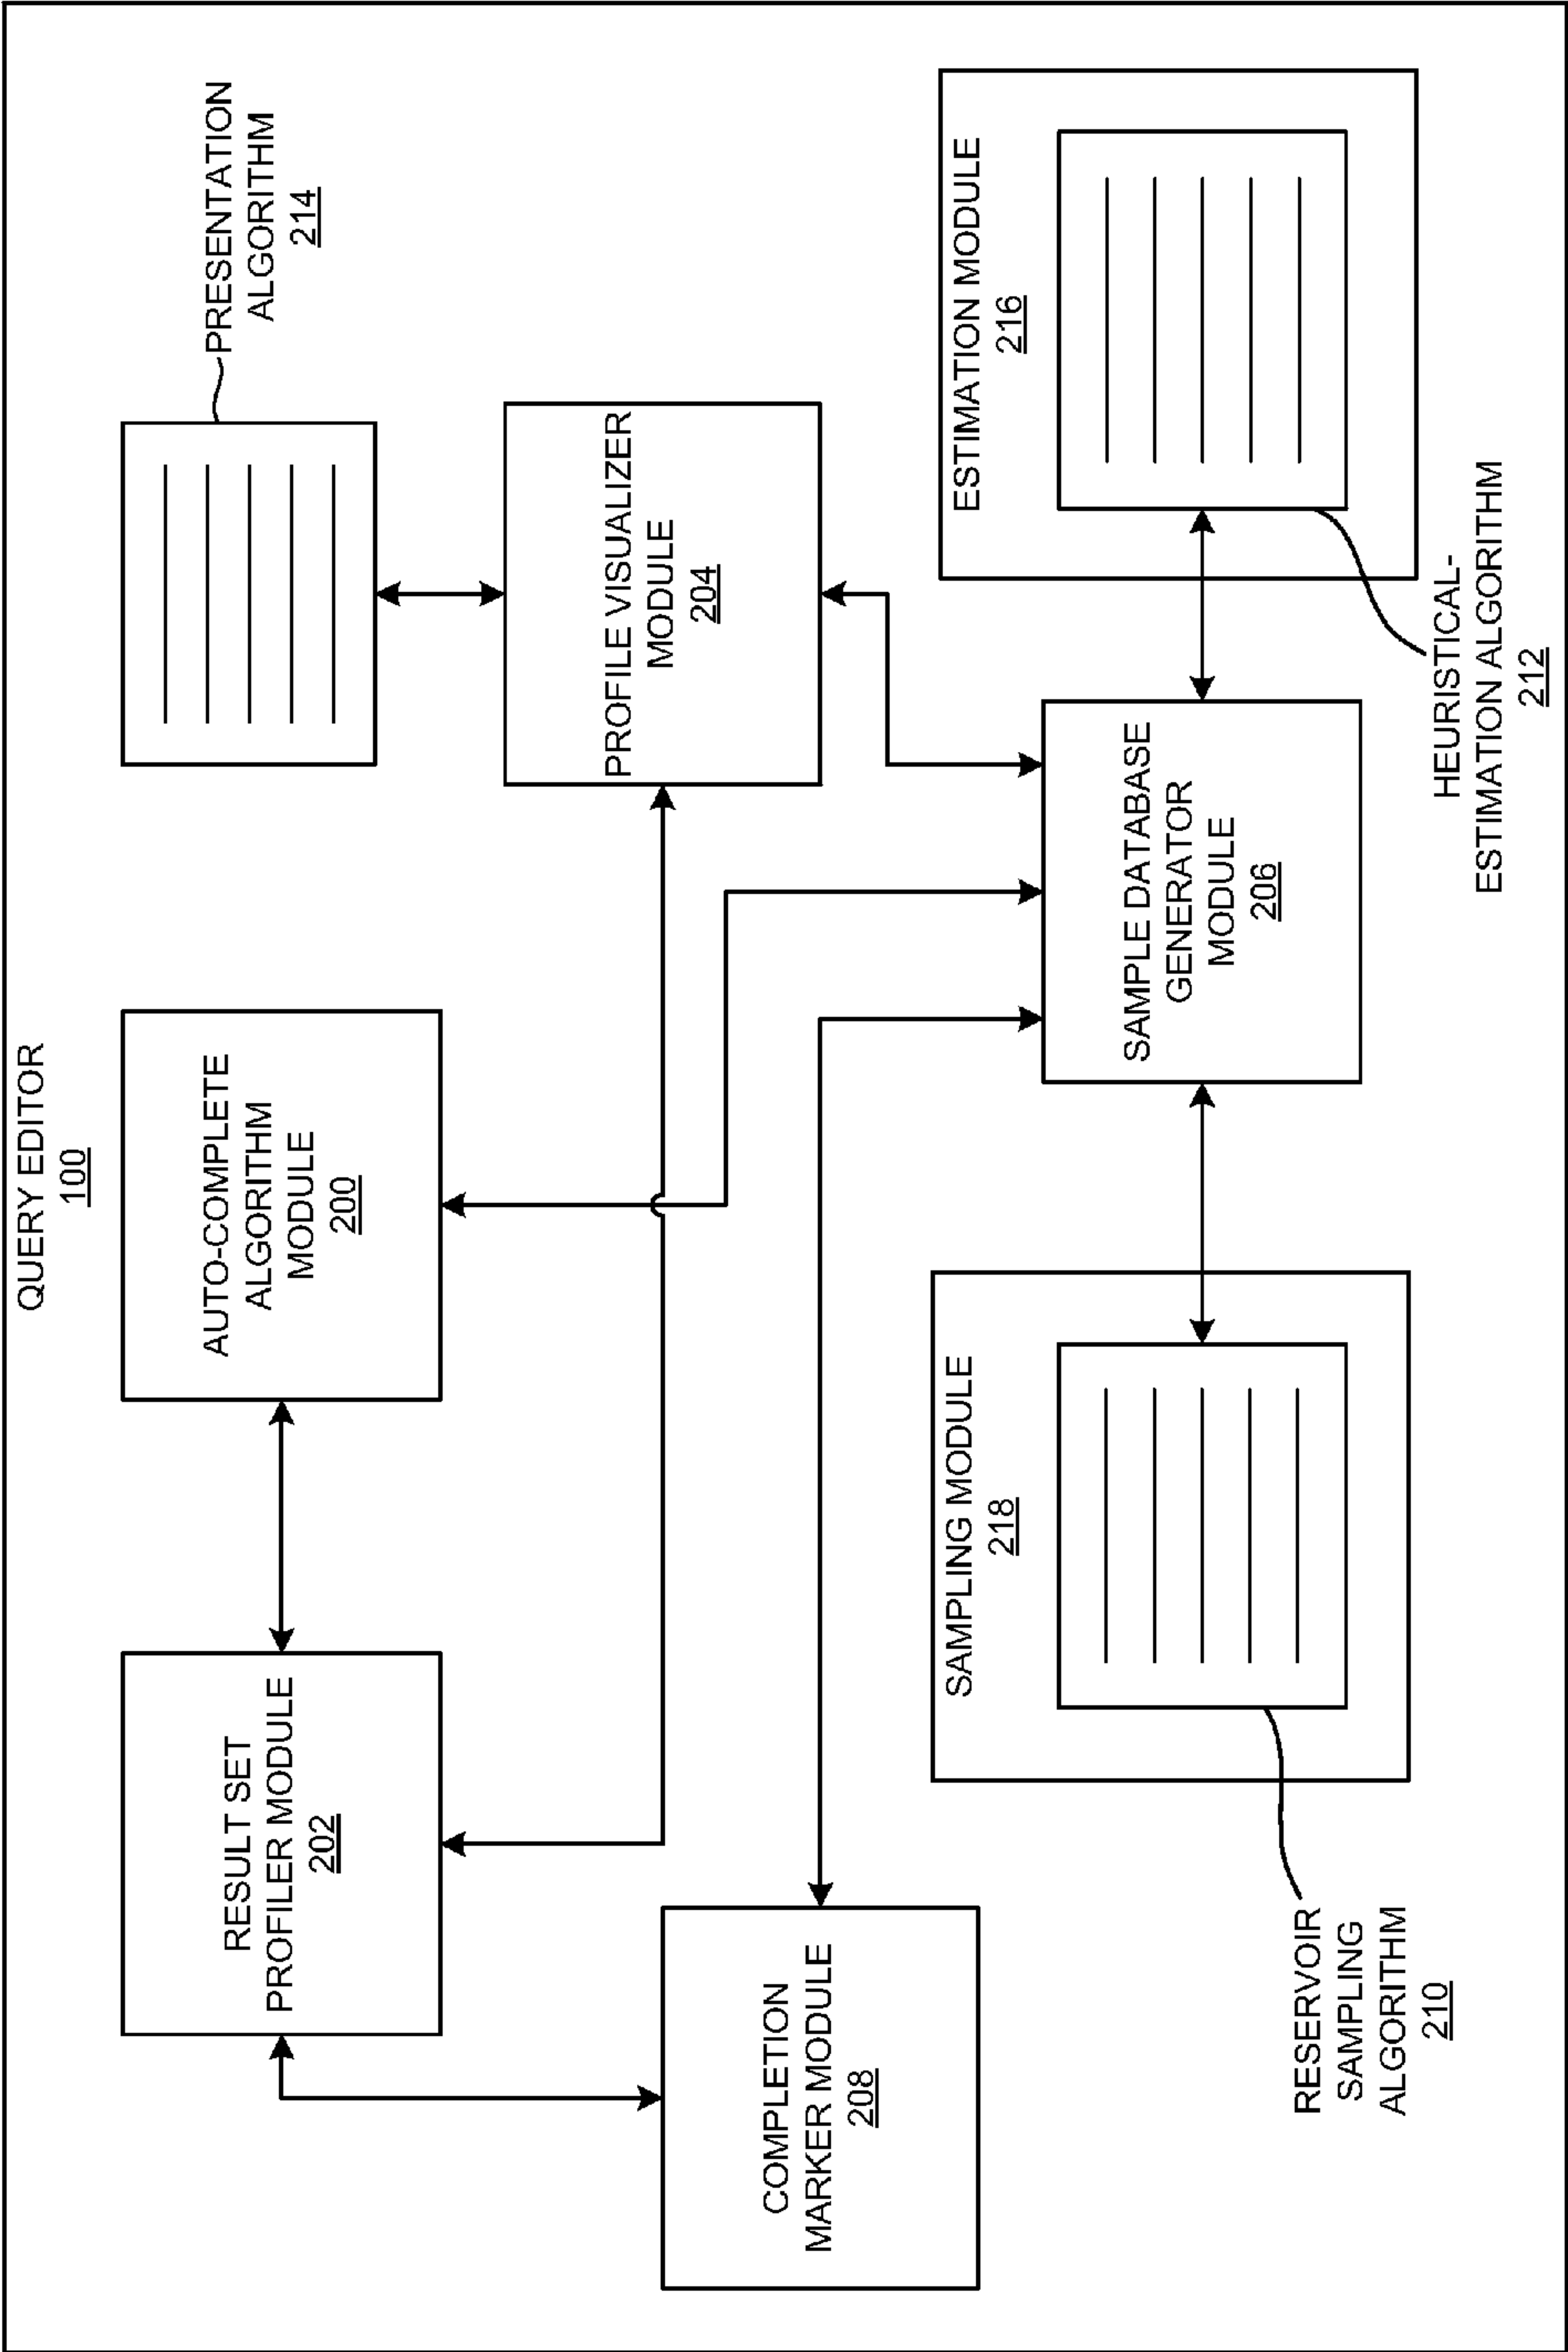 QUERY EDITOR
100
RESULT SET
PROFILER MODULE
202
AUTO-COMPLETE
ALGORITHM
MODULE
200
PRESENTATION
ALGORITHM
214
PROFILE VISUALIZER
MODULE
204
COMPLETION
MARKER MODULE
208
SAMPLING MODULE
218
RESERVOIR
SAMPLING
ALGORITHM
210
SAMPLE DATABASE
GENERATOR
MODULE
206
ESTIMATION MODULE
216
HEURISTICAL-
ESTIMATION ALGORITHM
212